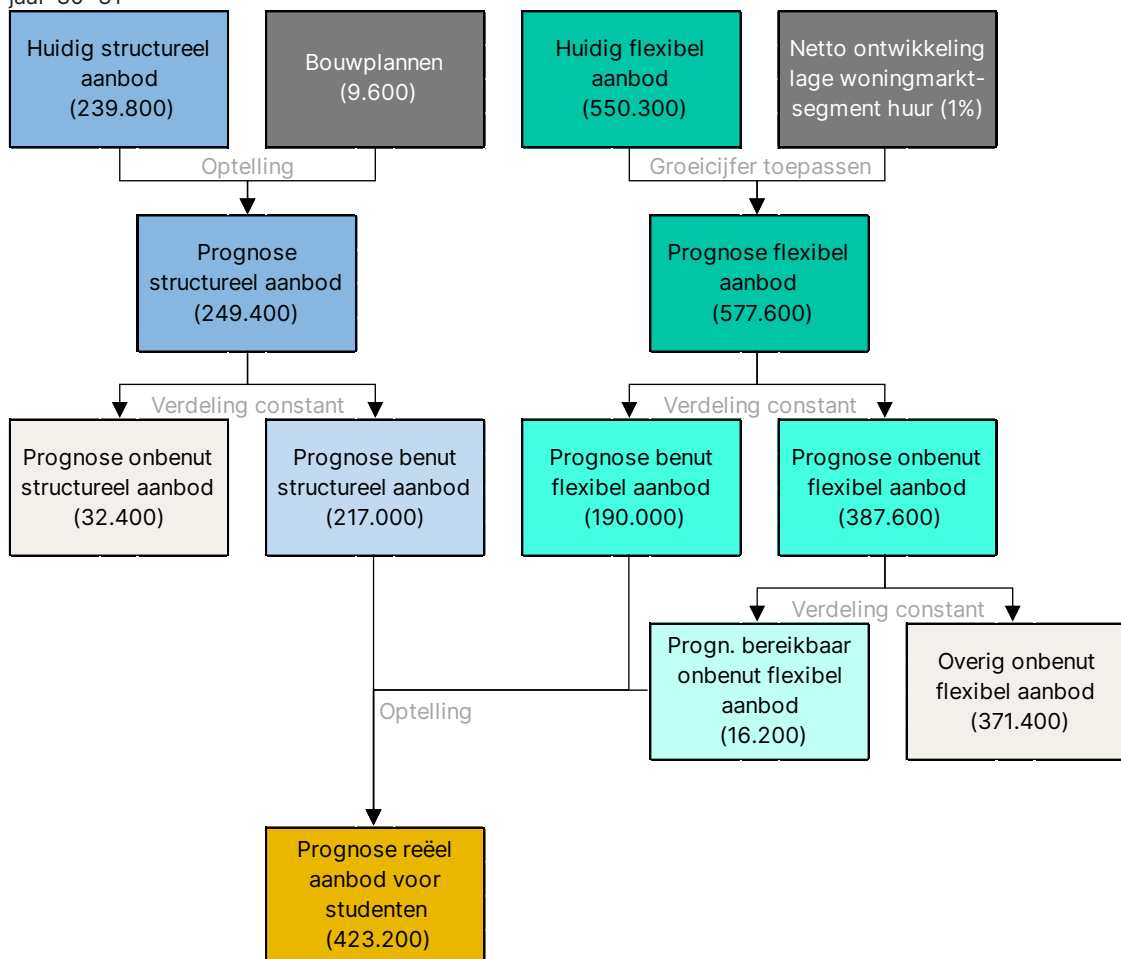 jaar '30-'31
Huidig structureel
aanbod
(239.800)
Bouwplannen
(9.600)
Huidig flexibel
aanbod
(550.300)
Netto ontwikkeling
lage woningmarkt-
segment huur (1%)
Optelling
Groeicijfer toepassen
Prognose
structureel aanbod
(249.400)
Prognose flexibel
aanbod
(577.600)
Verdeling constant
Verdeling constant
Prognose onbenut
structureel aanbod
(32.400)
Prognose benut
structureel aanbod
(217.000)
Prognose benut
flexibel aanbod
(190.000)
Prognose onbenut
flexibel aanbod
(387.600)
Verdeling constant
Progn. bereikbaar
onbenut flexibel
aanbod
(16.200)
Overig onbenut
flexibel aanbod
(371.400)
Optelling
Prognose reëel
aanbod voor
studenten
(423.200)